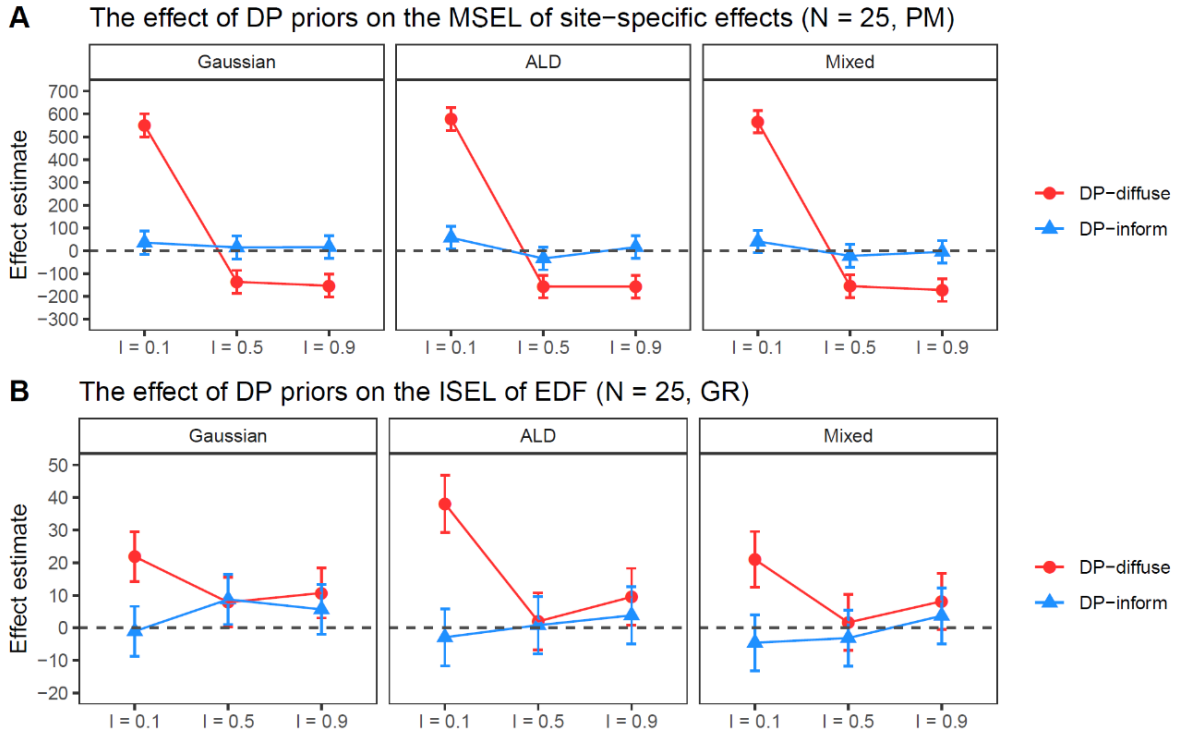 A The effect of DP priors on the MSEL of site−specific effects (N = 25, PM)
Gaussian ALD Mixed
Effect estimate
700
600
500
400
300
200
100
0
−100
−200
−300
I = 0.1 I = 0.5 I = 0.9 I = 0.1 I = 0.5 I = 0.9 I = 0.1 I = 0.5 I = 0.9
DP−diffuse
DP−inform
B The effect of DP priors on the ISEL of EDF (N = 25, GR)
Gaussian ALD Mixed
Effect estimate
50
40
30
20
10
0
−10
−20
I = 0.1 I = 0.5 I = 0.9 I = 0.1 I = 0.5 I = 0.9 I = 0.1 I = 0.5 I = 0.9
DP−diffuse
DP−inform